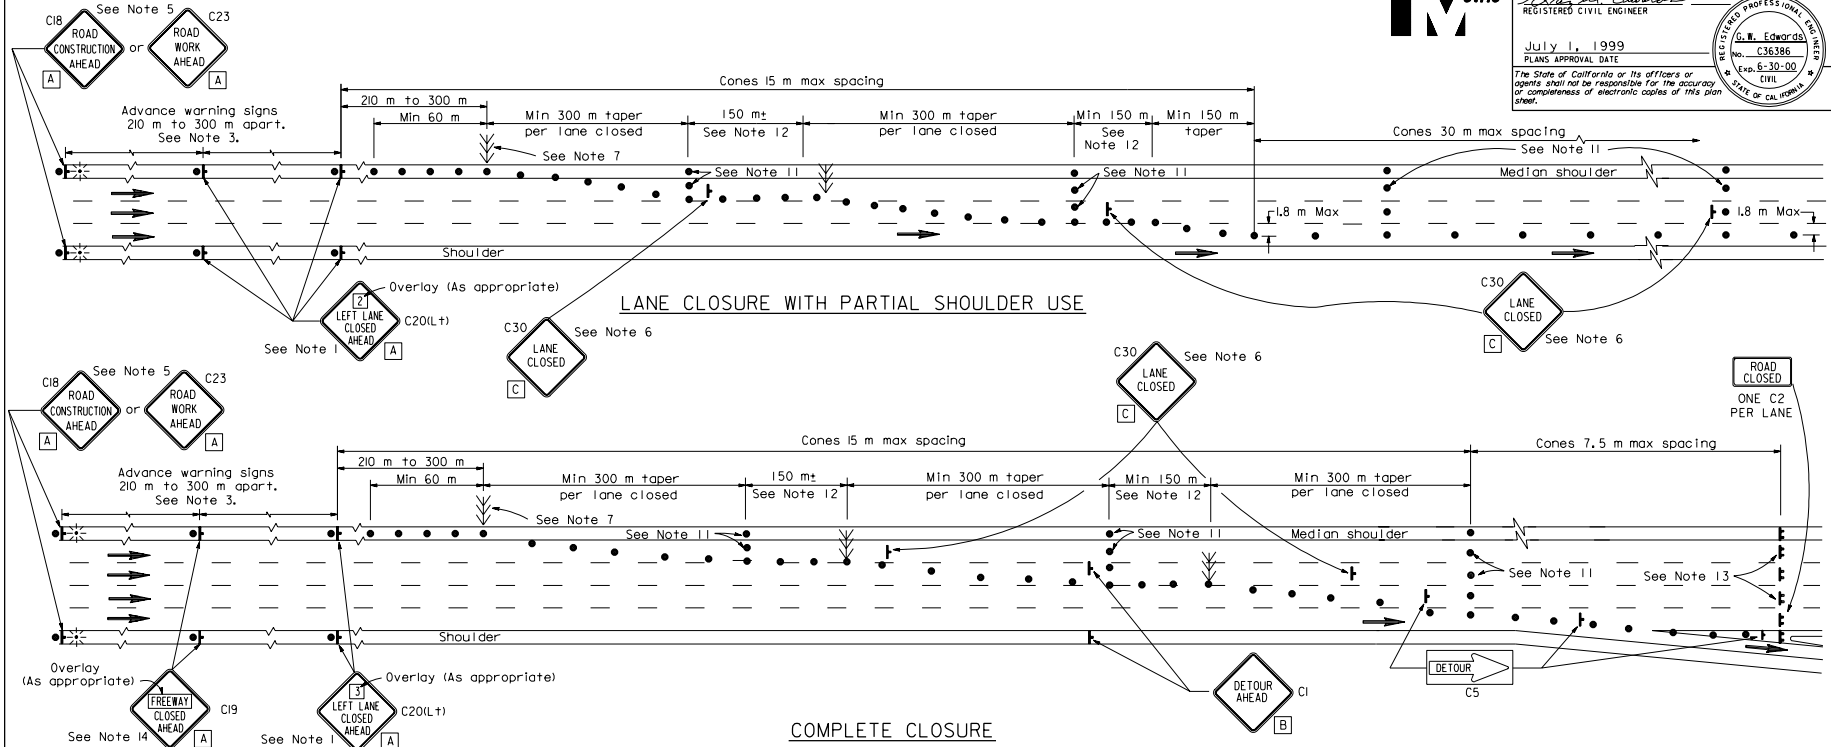 See Note 5
C18
C23
ROAD
CONSTRUCTION
AHEAD
or
ROAD
WORK
AHEAD
A
A
REGISTERED CIVIL ENGINEER
July 1, 1999
PLANS APPROVAL DATE
The State of California or its officers or
agents shall not be responsible for the accuracy
or completeness of electronic copies of this plan
sheet.
REGISTERED PROFESSIONAL ENGINEER
G.W. Edwards
No. C36386
Exp. 6-30-00
CIVIL
STATE OF CALIFORNIA
Cones 15 m max spacing
Advance warning signs
210 m to 300 m apart.
See Note 3.
210 m to 300 m
Min 60 m
Min 300 m taper
per lane closed
150 m±
See Note 12
Min 300 m taper
per lane closed
Min 150 m
See
Note 12
Min 150 m
taper
Cones 30 m max spacing
See Note 7
See Note 11
See Note 11
See Note 11
Median shoulder
1.8 m Max
1.8 m Max
Shoulder
Overlay (As appropriate)
2
LEFT LANE
CLOSED
AHEAD
C20(Lt)
See Note 1
A
LANE CLOSURE WITH PARTIAL SHOULDER USE
C30
LANE
CLOSED
See Note 6
C
C30
LANE
CLOSED
C
See Note 6
See Note 5
C18
C23
ROAD
CONSTRUCTION
AHEAD
or
ROAD
WORK
AHEAD
A
A
C30
See Note 6
LANE
CLOSED
C
ROAD
CLOSED
ONE C2
PER LANE
Cones 15 m max spacing
Cones 7.5 m max spacing
Advance warning signs
210 m to 300 m apart.
See Note 3.
210 m to 300 m
Min 60 m
Min 300 m taper
per lane closed
150 m±
See Note 12
Min 300 m taper
per lane closed
Min 150 m
See Note 12
Min 300 m taper
per lane closed
See Note 7
See Note 11
See Note 11
Median shoulder
See Note 11
See Note 13
Shoulder
Overlay
(As appropriate)
FREEWAY
CLOSED
AHEAD
C19
See Note 14
A
Overlay (As appropriate)
3
LEFT LANE
CLOSED
AHEAD
C20(Lt)
See Note 1
A
DETOUR
AHEAD
C1
B
DETOUR
C5
COMPLETE CLOSURE